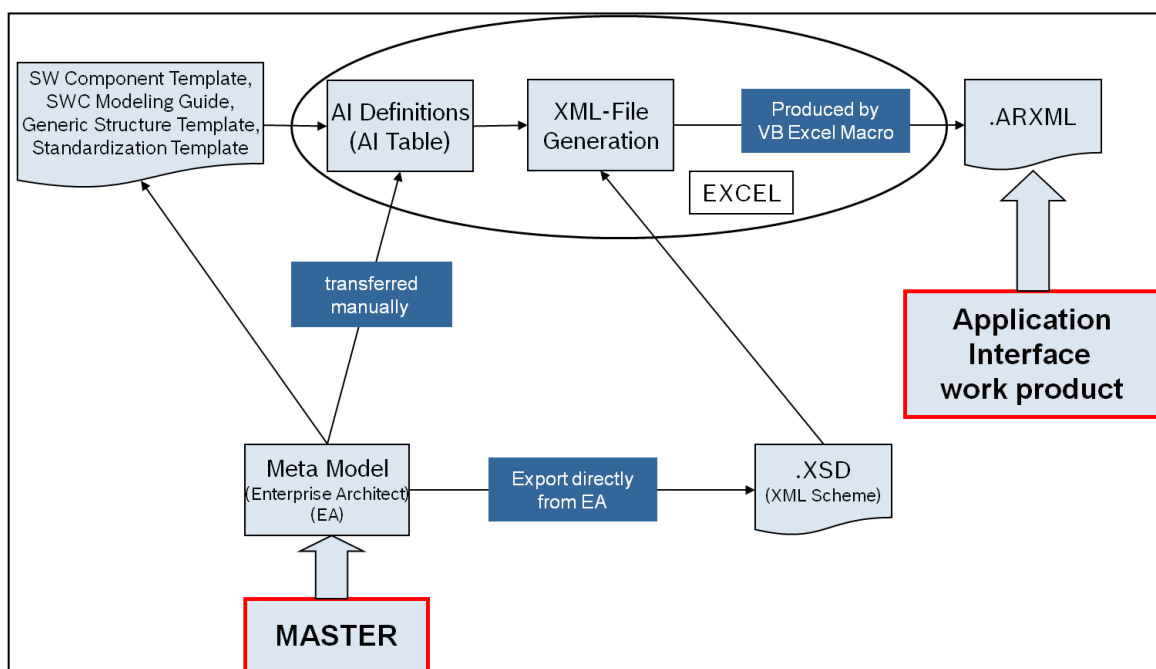 SW Component Template,
SWC Modeling Guide,
Generic Structure Template,
Standardization Template
AI Definitions
(AI Table)
XML-File
Generation
Produced by
VB Excel Macro
.ARXML
EXCEL
transferred
manually
Application
Interface
work product
Meta Model
(Enterprise Architect)
(EA)
Export directly
from EA
.XSD
(XML Scheme)
MASTER